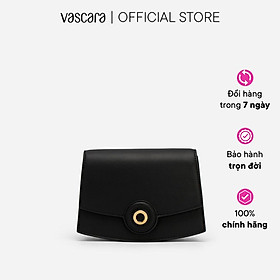 vascara | OFFICIAL STORE
Đổi hàng
trong 7 ngày
Bảo hành
trọn đời
100%
chính hãng